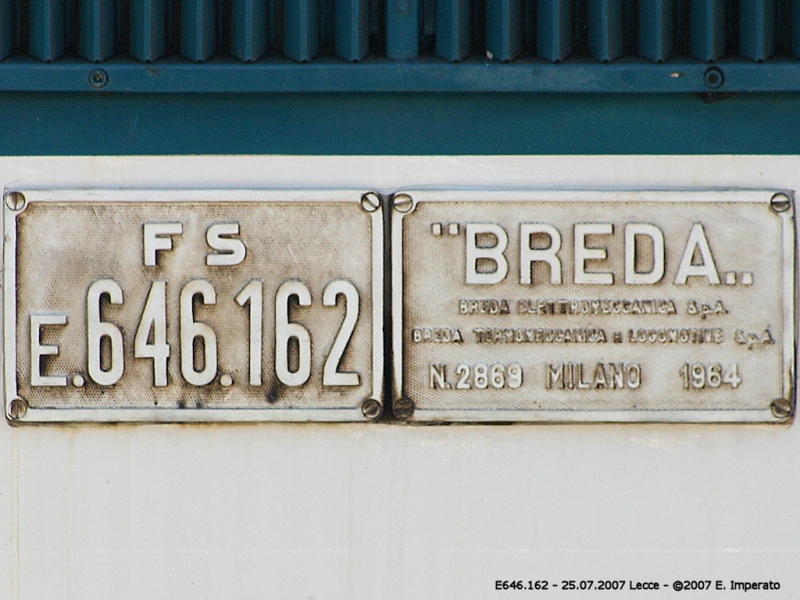 FS
E.646.162
"BREDA„
BREDA ELETTROMECCANICA S.p.A.
BREDA TERMOMECCANICA E LOCOMOTIVE S.p.A.
N.2869 MILANO 1964
E646.162 - 25.07.2007 Lecce - ©2007 E. Imperato